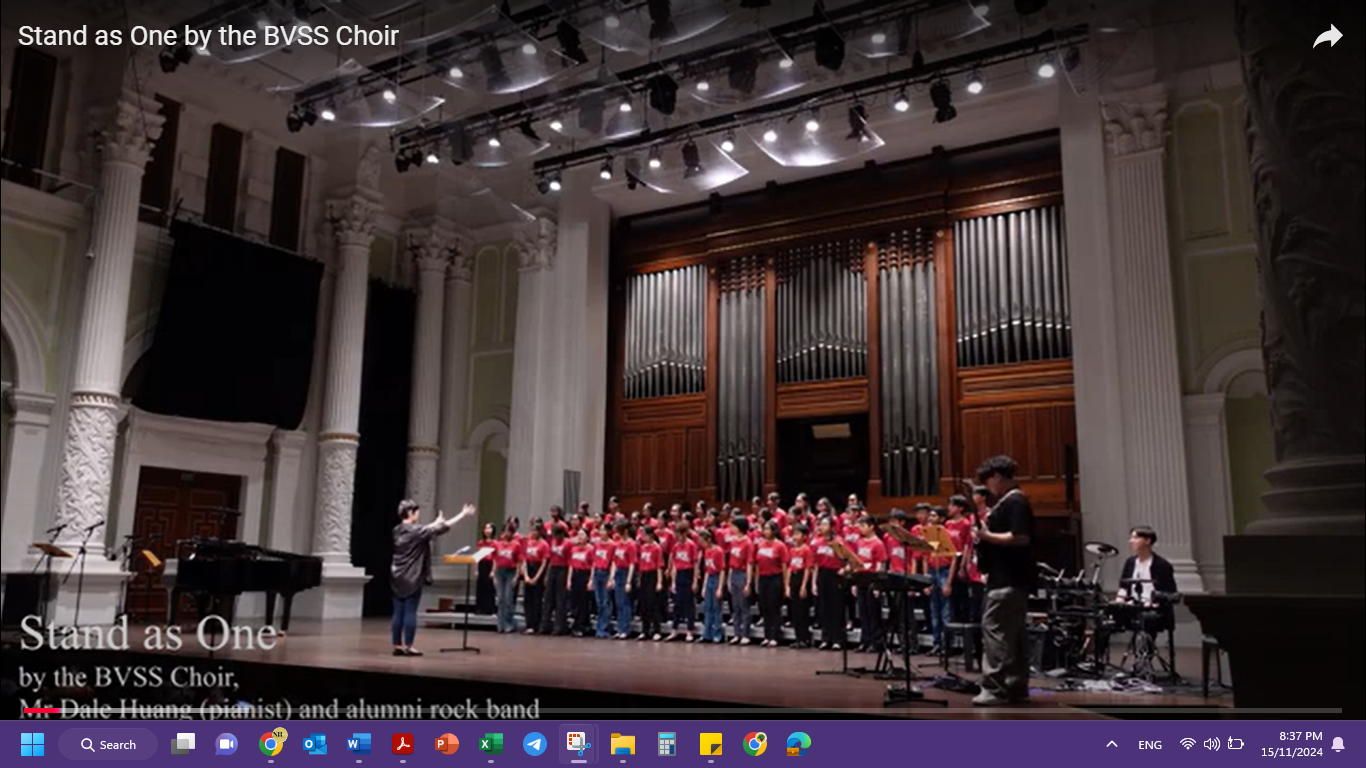 Stand as One by the BVSS Choir
Stand as One
by the BVSS Choir,
Mr Dale Huang (pianist) and alumni rock band
Search
ENG
8:37 PM
15/11/2024